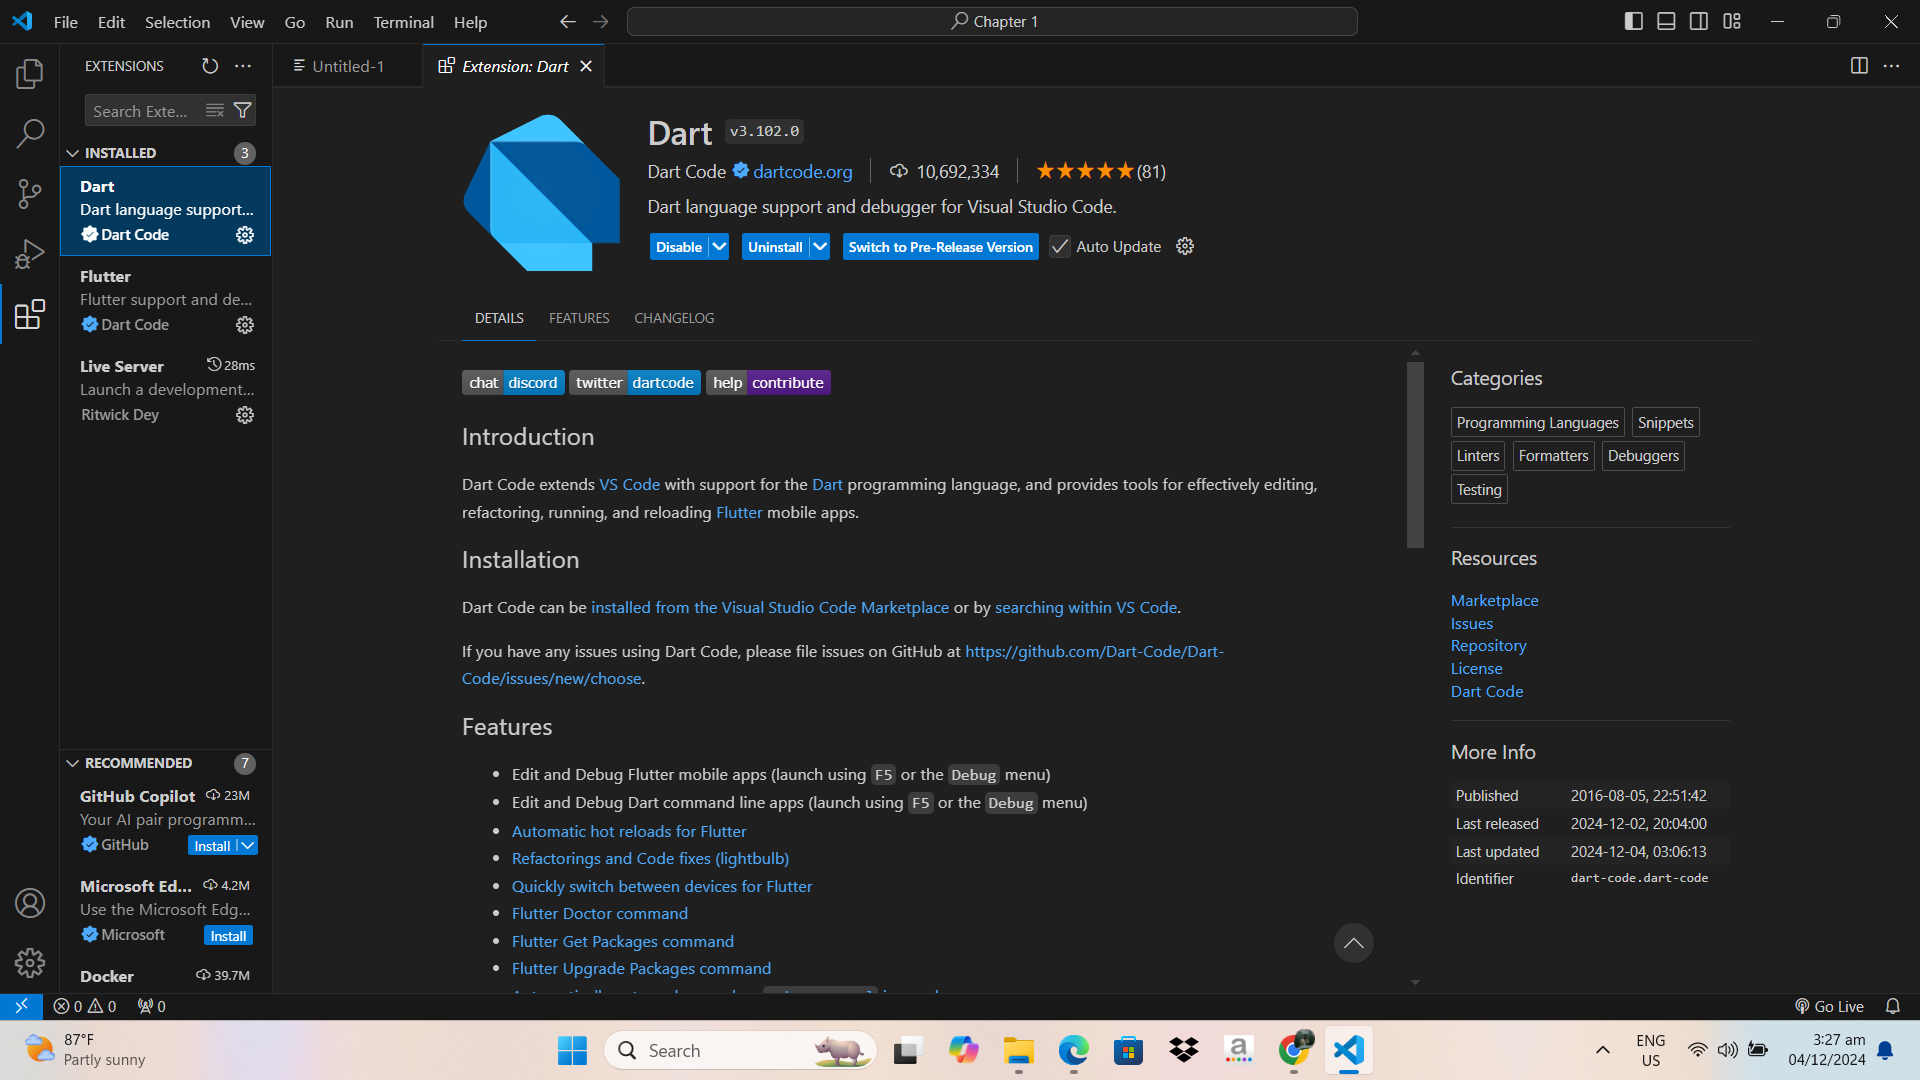 File Edit Selection View Go Run Terminal Help
Chapter 1
EXTENSIONS
Untitled-1
Extension: Dart
Search Exte...
INSTALLED 3
Dart
Dart language support...
Dart Code
Flutter
Flutter support and de...
Dart Code
Live Server 28ms
Launch a development...
Ritwick Dey
RECOMMENDED 7
GitHub Copilot 23M
Your AI pair programm...
GitHub Install
Microsoft Ed... 4.2M
Use the Microsoft Edg...
Microsoft Install
Docker 39.7M
Dart v3.102.0
Dart Code dartcode.org 10,692,334 (81)
Dart language support and debugger for Visual Studio Code.
Disable Uninstall Switch to Pre-Release Version Auto Update
DETAILS FEATURES CHANGELOG
chat discord twitter dartcode help contribute
Introduction
Dart Code extends VS Code with support for the Dart programming language, and provides tools for effectively editing,
refactoring, running, and reloading Flutter mobile apps.
Installation
Dart Code can be installed from the Visual Studio Code Marketplace or by searching within VS Code.
If you have any issues using Dart Code, please file issues on GitHub at https://github.com/Dart-Code/Dart-
Code/issues/new/choose.
Features
• Edit and Debug Flutter mobile apps (launch using F5 or the Debug menu)
• Edit and Debug Dart command line apps (launch using F5 or the Debug menu)
• Automatic hot reloads for Flutter
• Refactorings and Code fixes (lightbulb)
• Quickly switch between devices for Flutter
• Flutter Doctor command
• Flutter Get Packages command
• Flutter Upgrade Packages command
Categories
Programming Languages Snippets
Linters Formatters Debuggers
Testing
Resources
Marketplace
Issues
Repository
License
Dart Code
More Info
Published 2016-08-05, 22:51:42
Last released 2024-12-02, 20:04:00
Last updated 2024-12-04, 03:06:13
Identifier dart-code.dart-code
0 0 0
Go Live
87°F
Partly sunny
Search
a
ENG
US
3:27 am
04/12/2024